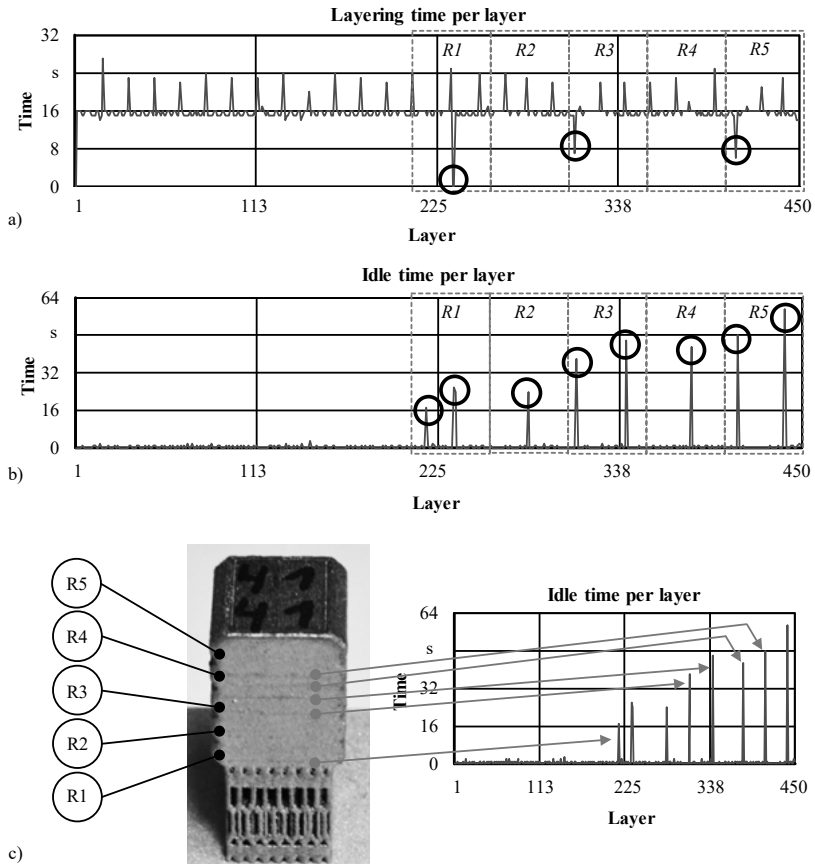 Layering time per layer
32
s
16
8
0
Time
R1 R2 R3 R4 R5
1 113 225 338 450
Layer
a)
Idle time per layer
64
s
32
16
0
Time
R1 R2 R3 R4 R5
1 113 225 338 450
Layer
b)
R5
R4
R3
R2
R1
41
41
Idle time per layer
64
s
32
16
0
Time
1 113 225 338 450
Layer
c)